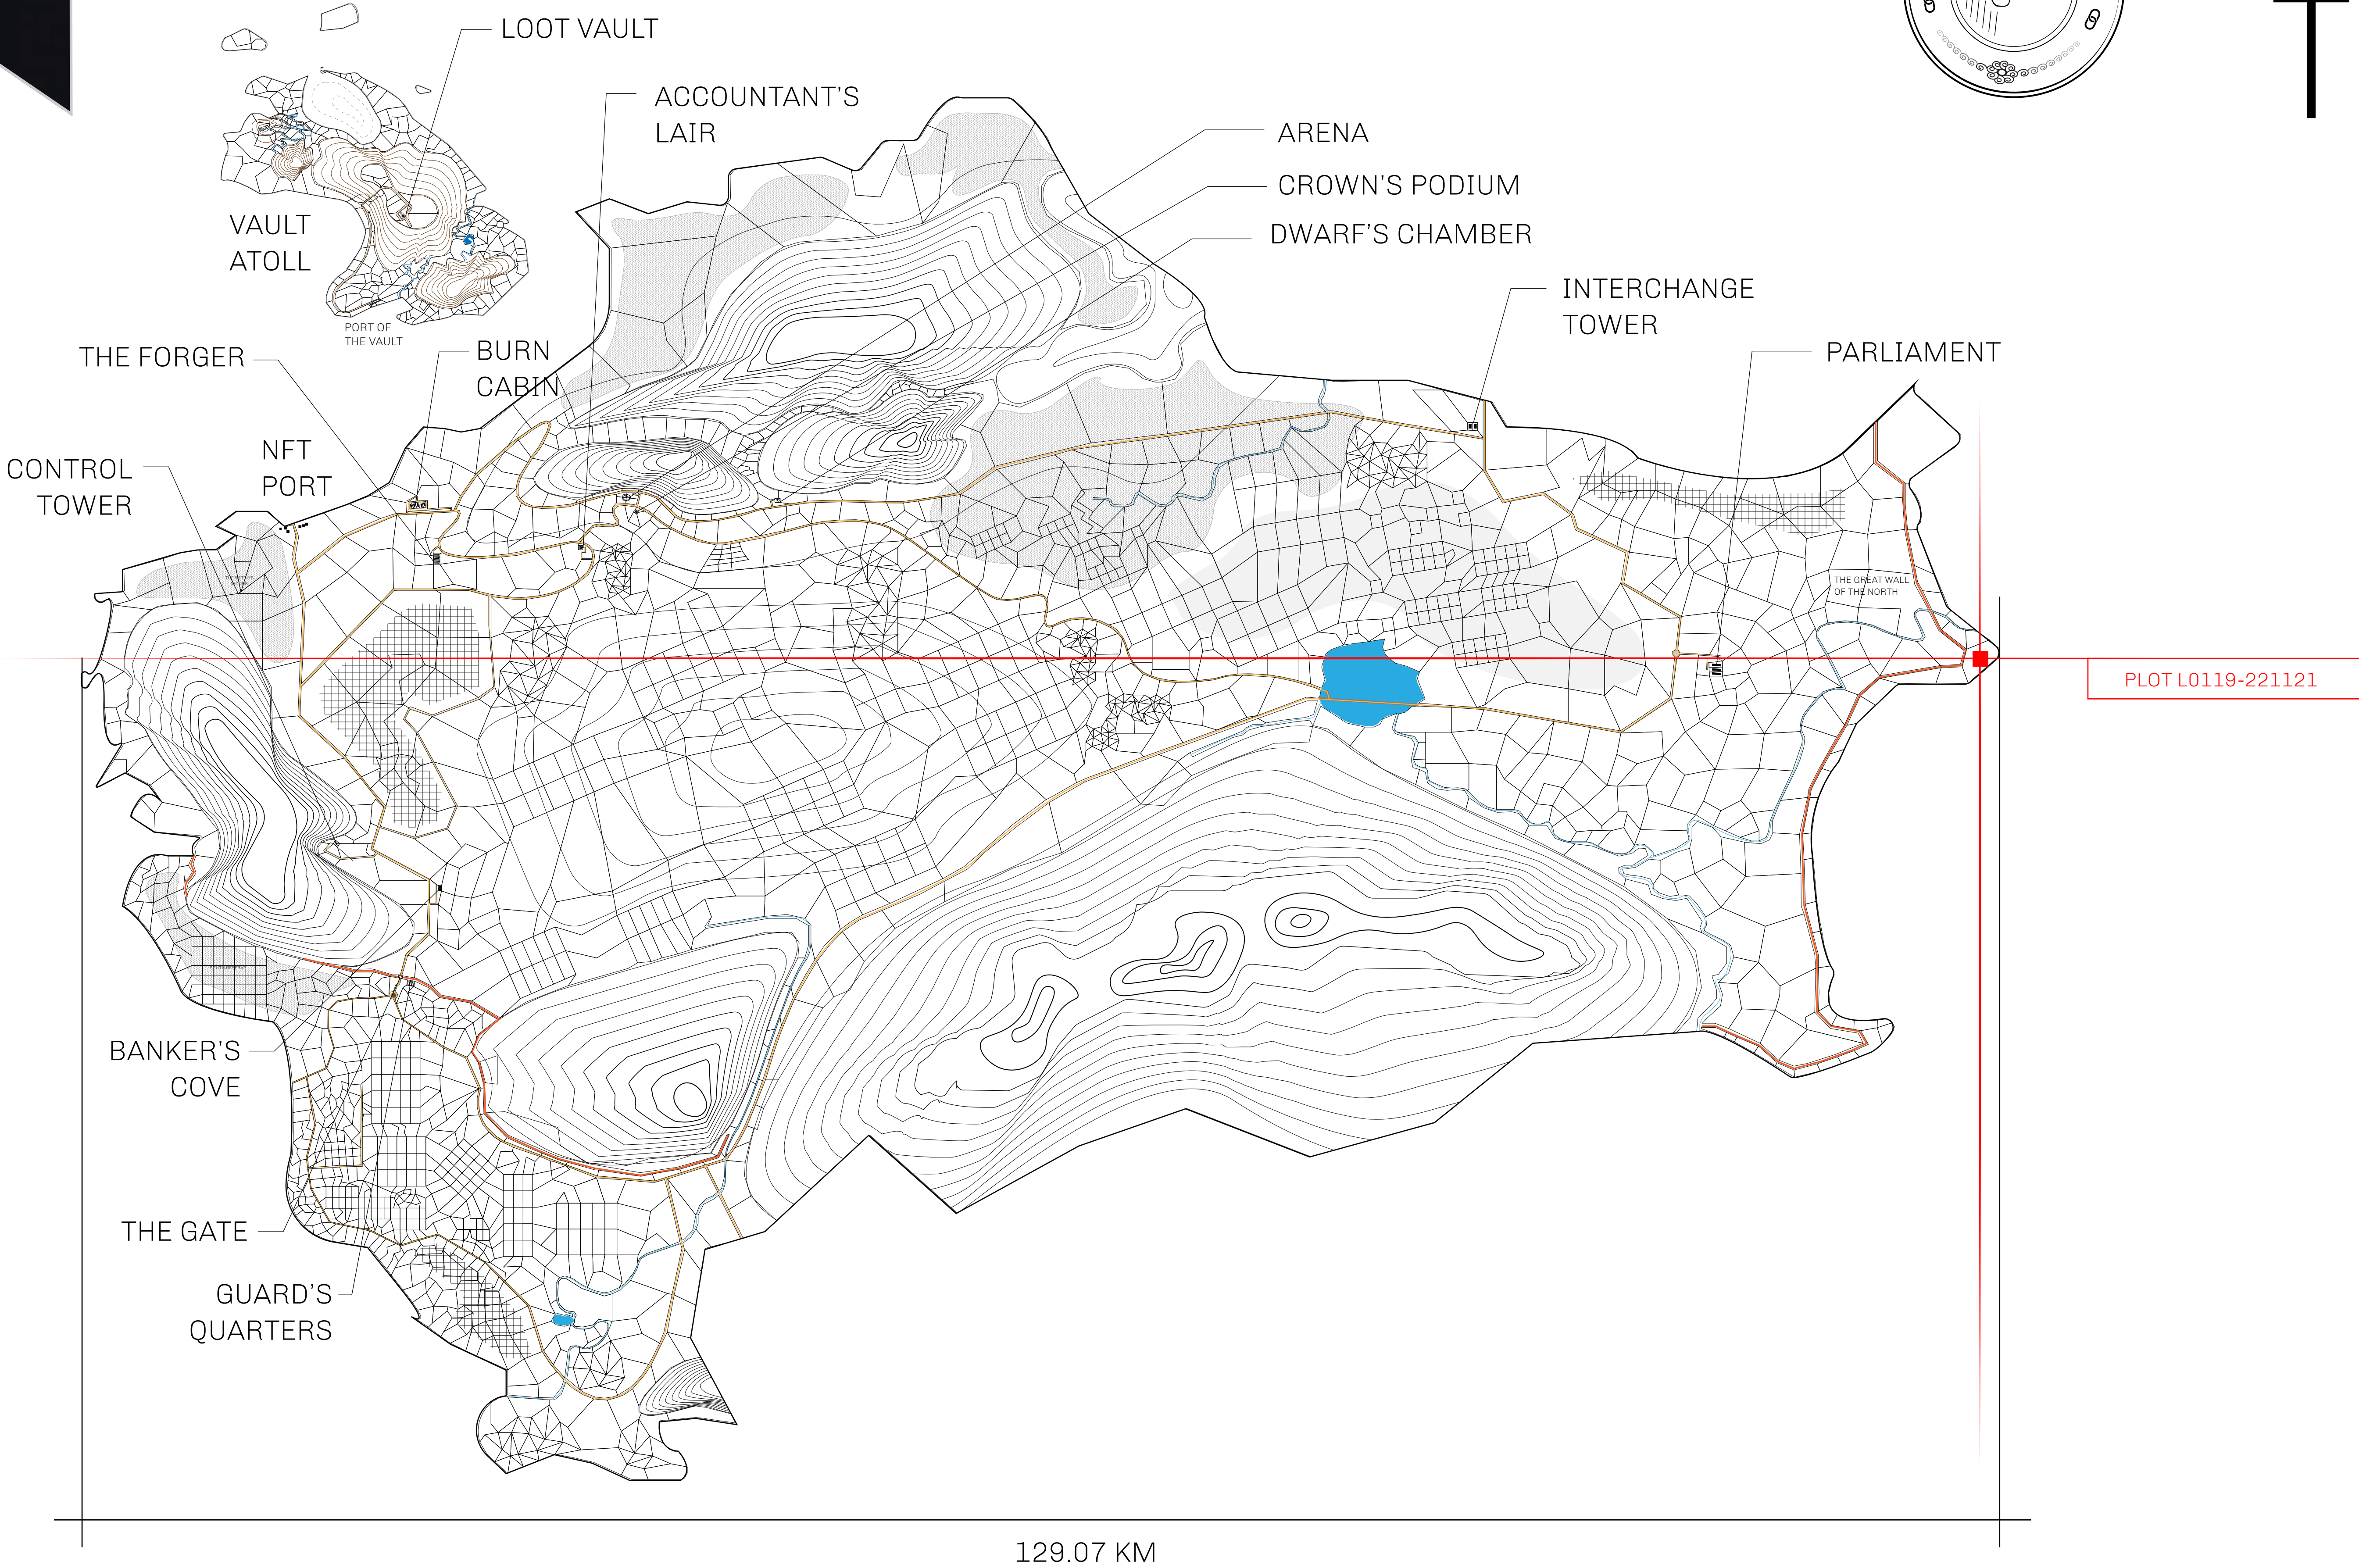 LOOT VAULT
ACCOUNTANT'S
LAIR
ARENA
CROWN'S PODIUM
DWARF'S CHAMBER
VAULT
ATOLL
INTERCHANGE
TOWER
PORT OF
THE VAULT
THE FORGER
BURN
CABIN
PARLIAMENT
NFT
PORT
CONTROL
TOWER
THE GREAT WALL
OF THE NORTH
PLOT L0119-221121
BANKER'S
COVE
THE GATE
GUARD'S
QUARTERS
129.07 KM